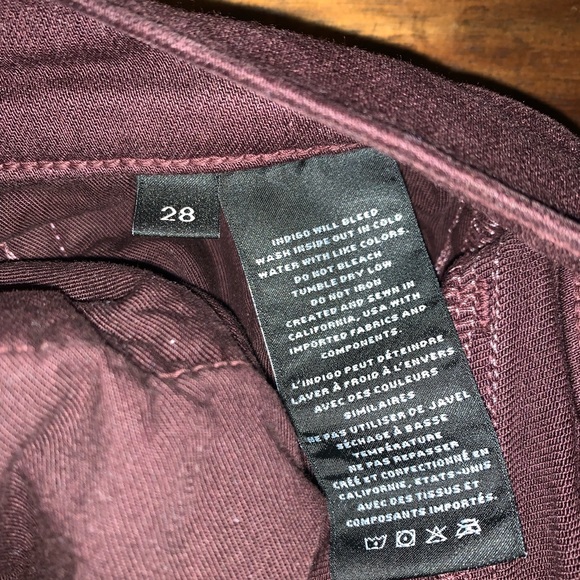 28
INDIGO WILL BLEED
WASH INSIDE OUT IN COLD
WATER WITH LIKE COLORS.
DO NOT BLEACH
TUMBLE DRY LOW
DO NOT IRON
CREATED AND SEWN IN
CALIFORNIA, USA WITH
IMPORTED FABRICS AND
COMPONENTS.
L'INDIGO PEUT DÉTEINDRE
LAVER À FROID À L'ENVERS
AVEC DES COULEURS
SIMILAIRES
NE PAS UTILISER DE JAVEL
SÉCHAGE À BASSE
TEMPÉRATURE
NE PAS REPASSER
CRÉÉ ET CONFECTIONNÉ EN
CALIFORNIE, ETATS-UNIS
AVEC DES TISSUS ET
COMPOSANTS IMPORTÉS.